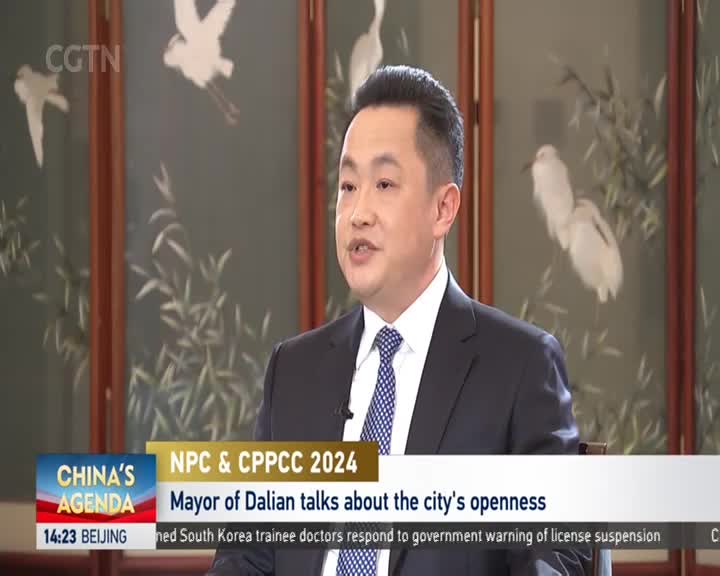 CGTN
NPC & CPPCC 2024
CHINA'S
AGENDA
Mayor of Dalian talks about the city's openness
14:23 BEIJING
ned South Korea trainee doctors respond to government warning of license suspension
C